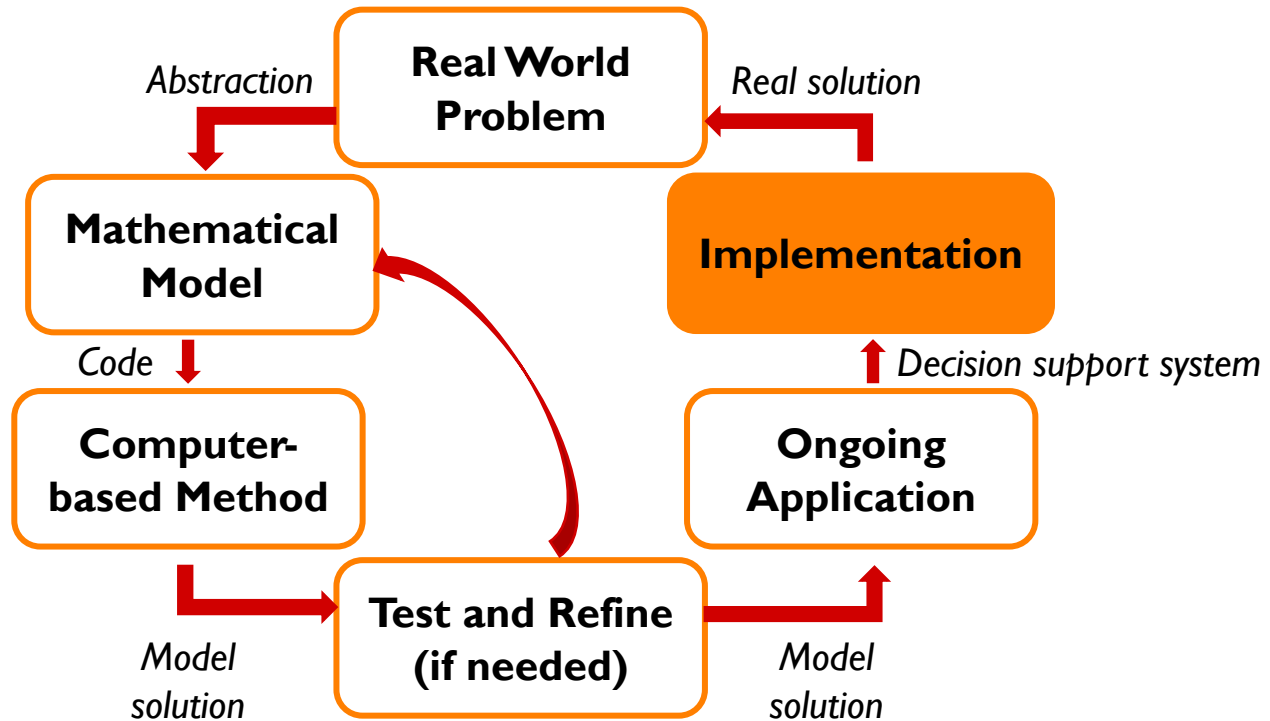 Real World
Problem
Abstraction
Real solution
Mathematical
Model
Implementation
Code
Decision support system
Computer-
based Method
Ongoing
Application
Test and Refine
(if needed)
Model
solution
Model
solution